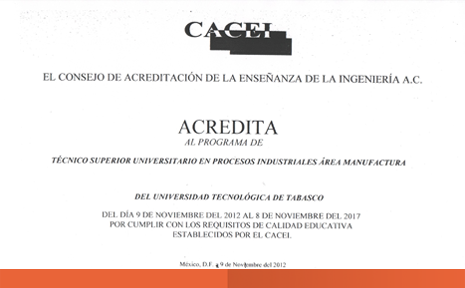 CACEI
EL CONSEJO DE ACREDITACIÓN DE LA ENSEÑANZA DE LA INGENIERÍA A.C.
ACREDITA
AL PROGRAMA DE
TÉCNICO SUPERIOR UNIVERSITARIO EN PROCESOS INDUSTRIALES ÁREA MANUFACTURA
DEL UNIVERSIDAD TECNOLÓGICA DE TABASCO
DEL DÍA 9 DE NOVIEMBRE DEL 2012 AL 8 DE NOVIEMBRE DEL 2017
POR CUMPLIR CON LOS REQUISITOS DE CALIDAD EDUCATIVA
ESTABLECIDOS POR EL CACEI.
México, D.F. a 9 de Noviembre del 2012